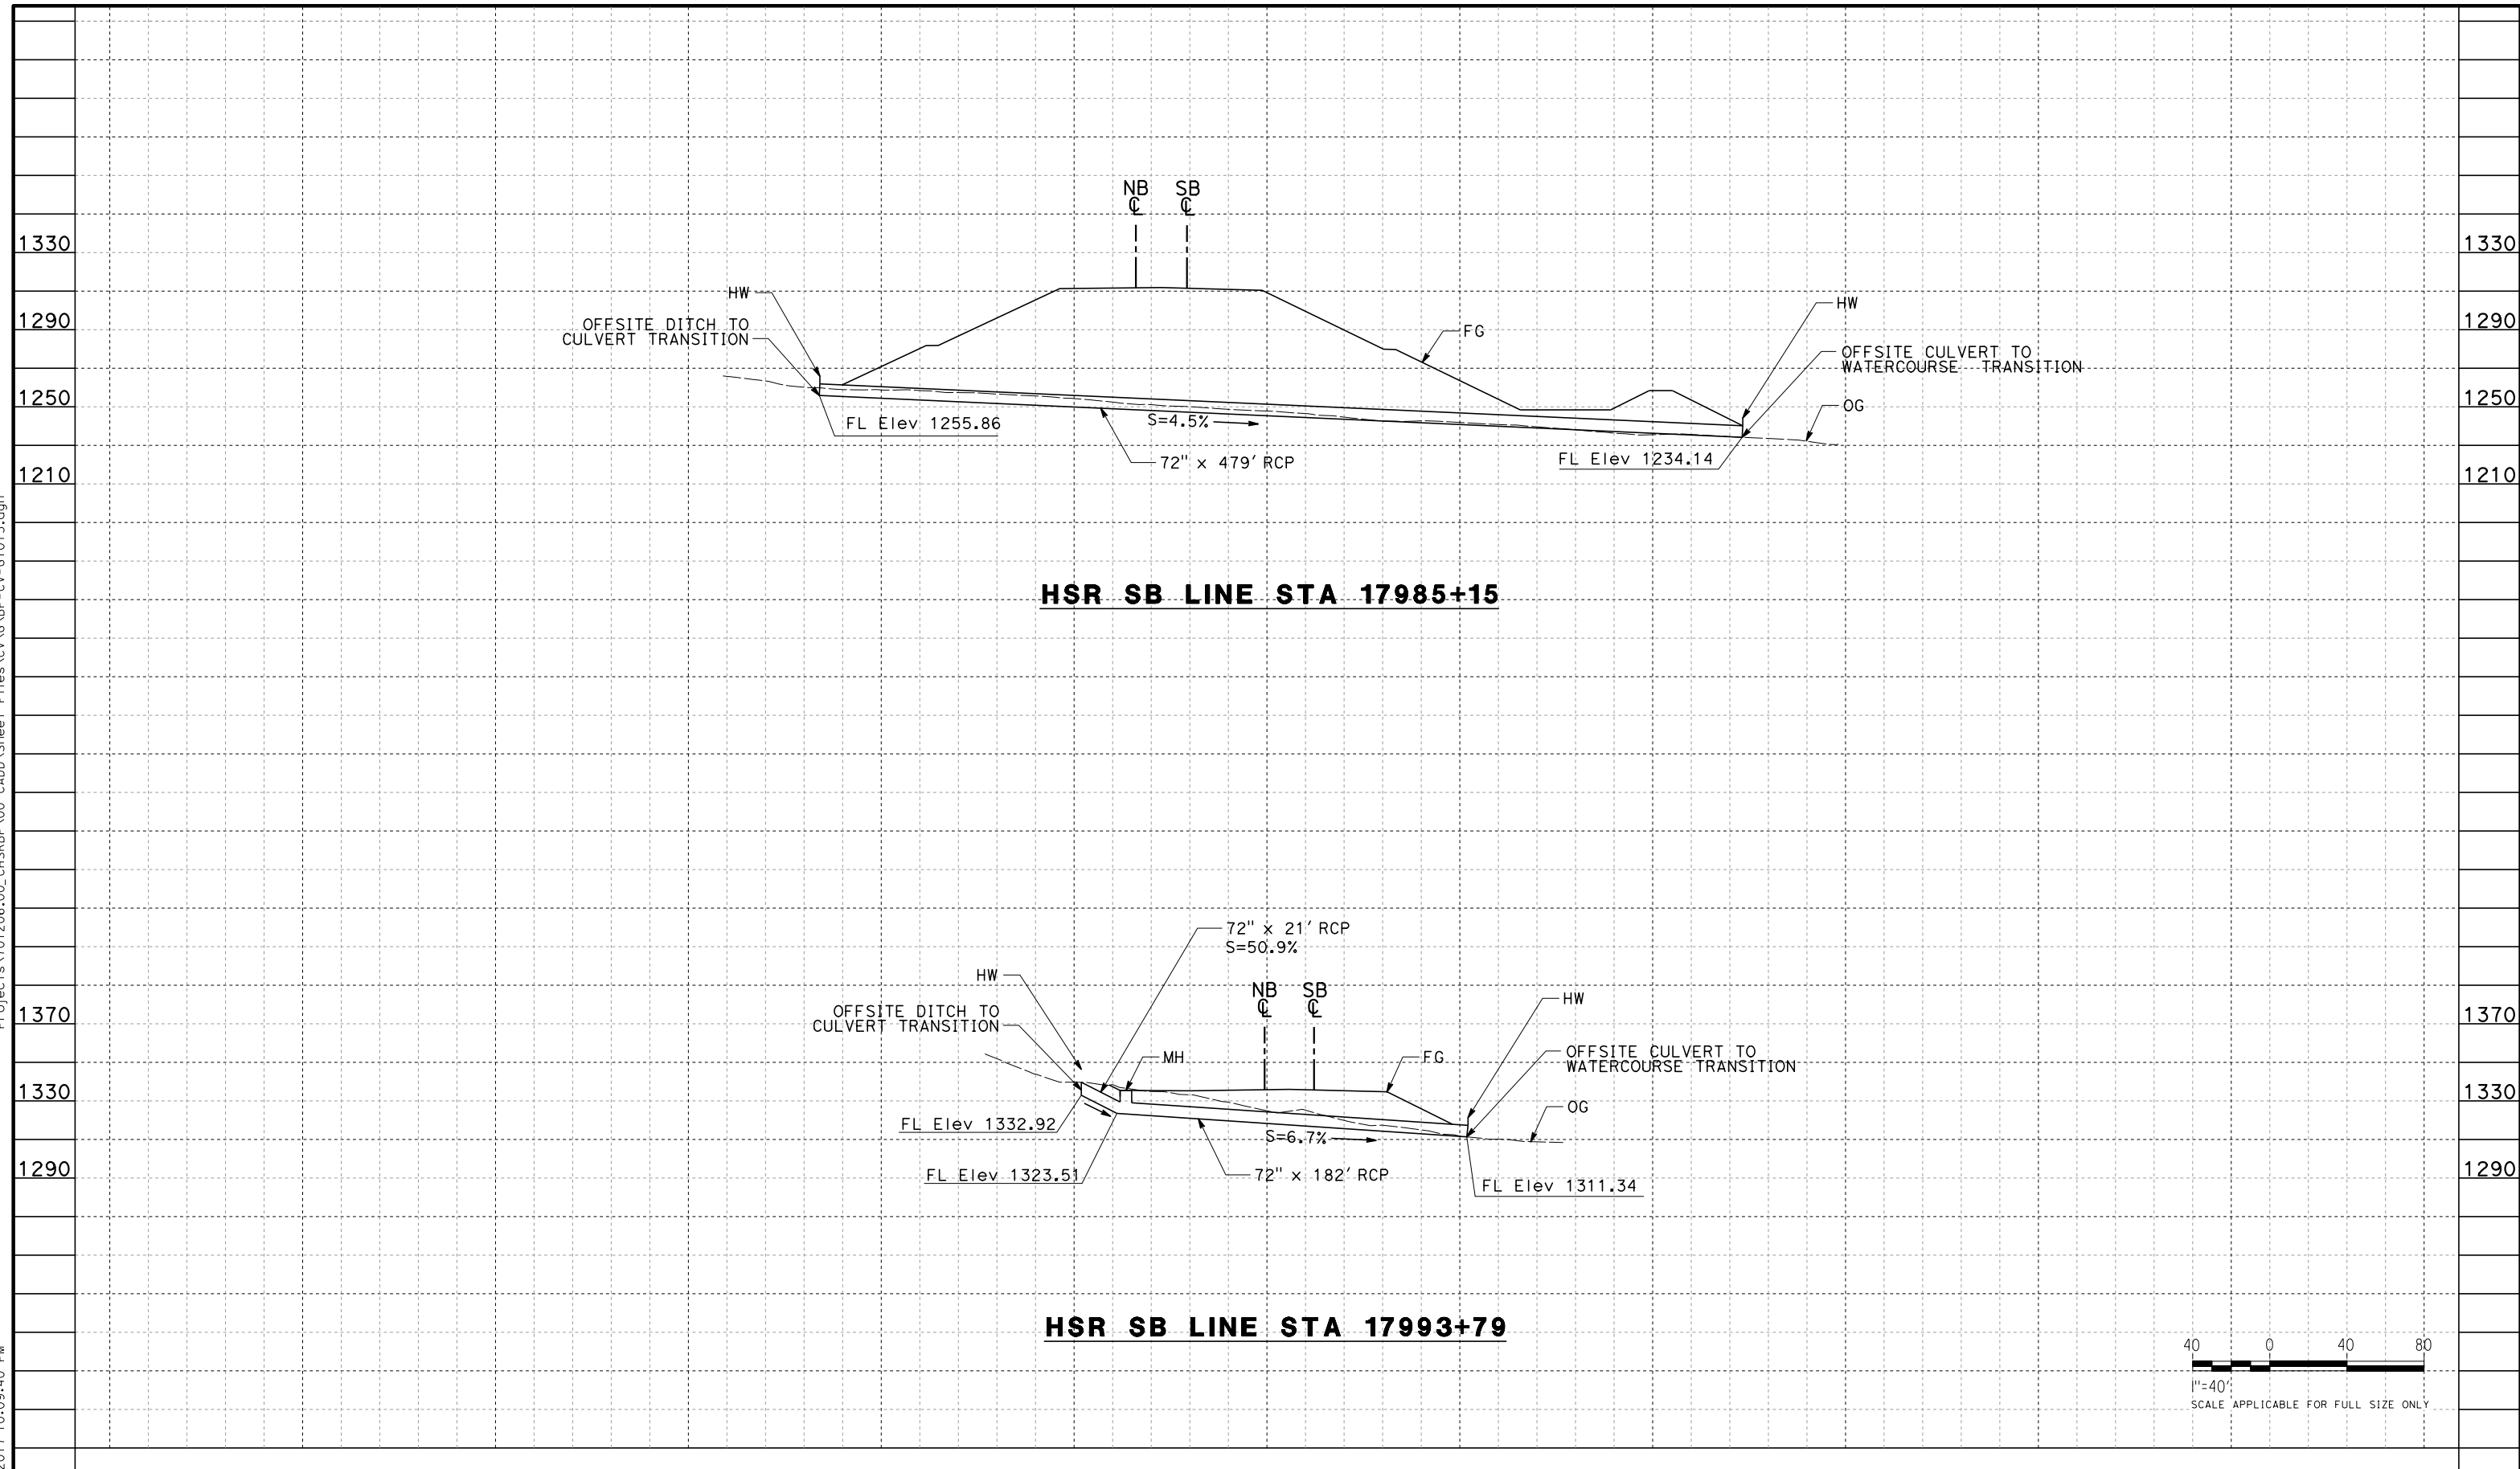 NB SB
℄ ℄
1330 1330
HW
HW
1290 1290
OFFSITE DITCH TO
CULVERT TRANSITION
FG
OFFSITE CULVERT TO
WATERCOURSE TRANSITION
1250 1250
OG
FL Elev 1255.86
S=4.5%
72" x 479' RCP
FL Elev 1234.14
1210 1210
HSR SB LINE STA 17985+15
72" x 21' RCP
S=50.9%
HW
NB SB
℄ ℄
HW
OFFSITE DITCH TO
CULVERT TRANSITION
1370 1370
MH
FG
OFFSITE CULVERT TO
WATERCOURSE TRANSITION
1330 1330
OG
FL Elev 1332.92
S=6.7%
FL Elev 1323.51
72" x 182' RCP
1290 1290
FL Elev 1311.34
HSR SB LINE STA 17993+79
40 0 40 80
1"=40'
SCALE APPLICABLE FOR FULL SIZE ONLY